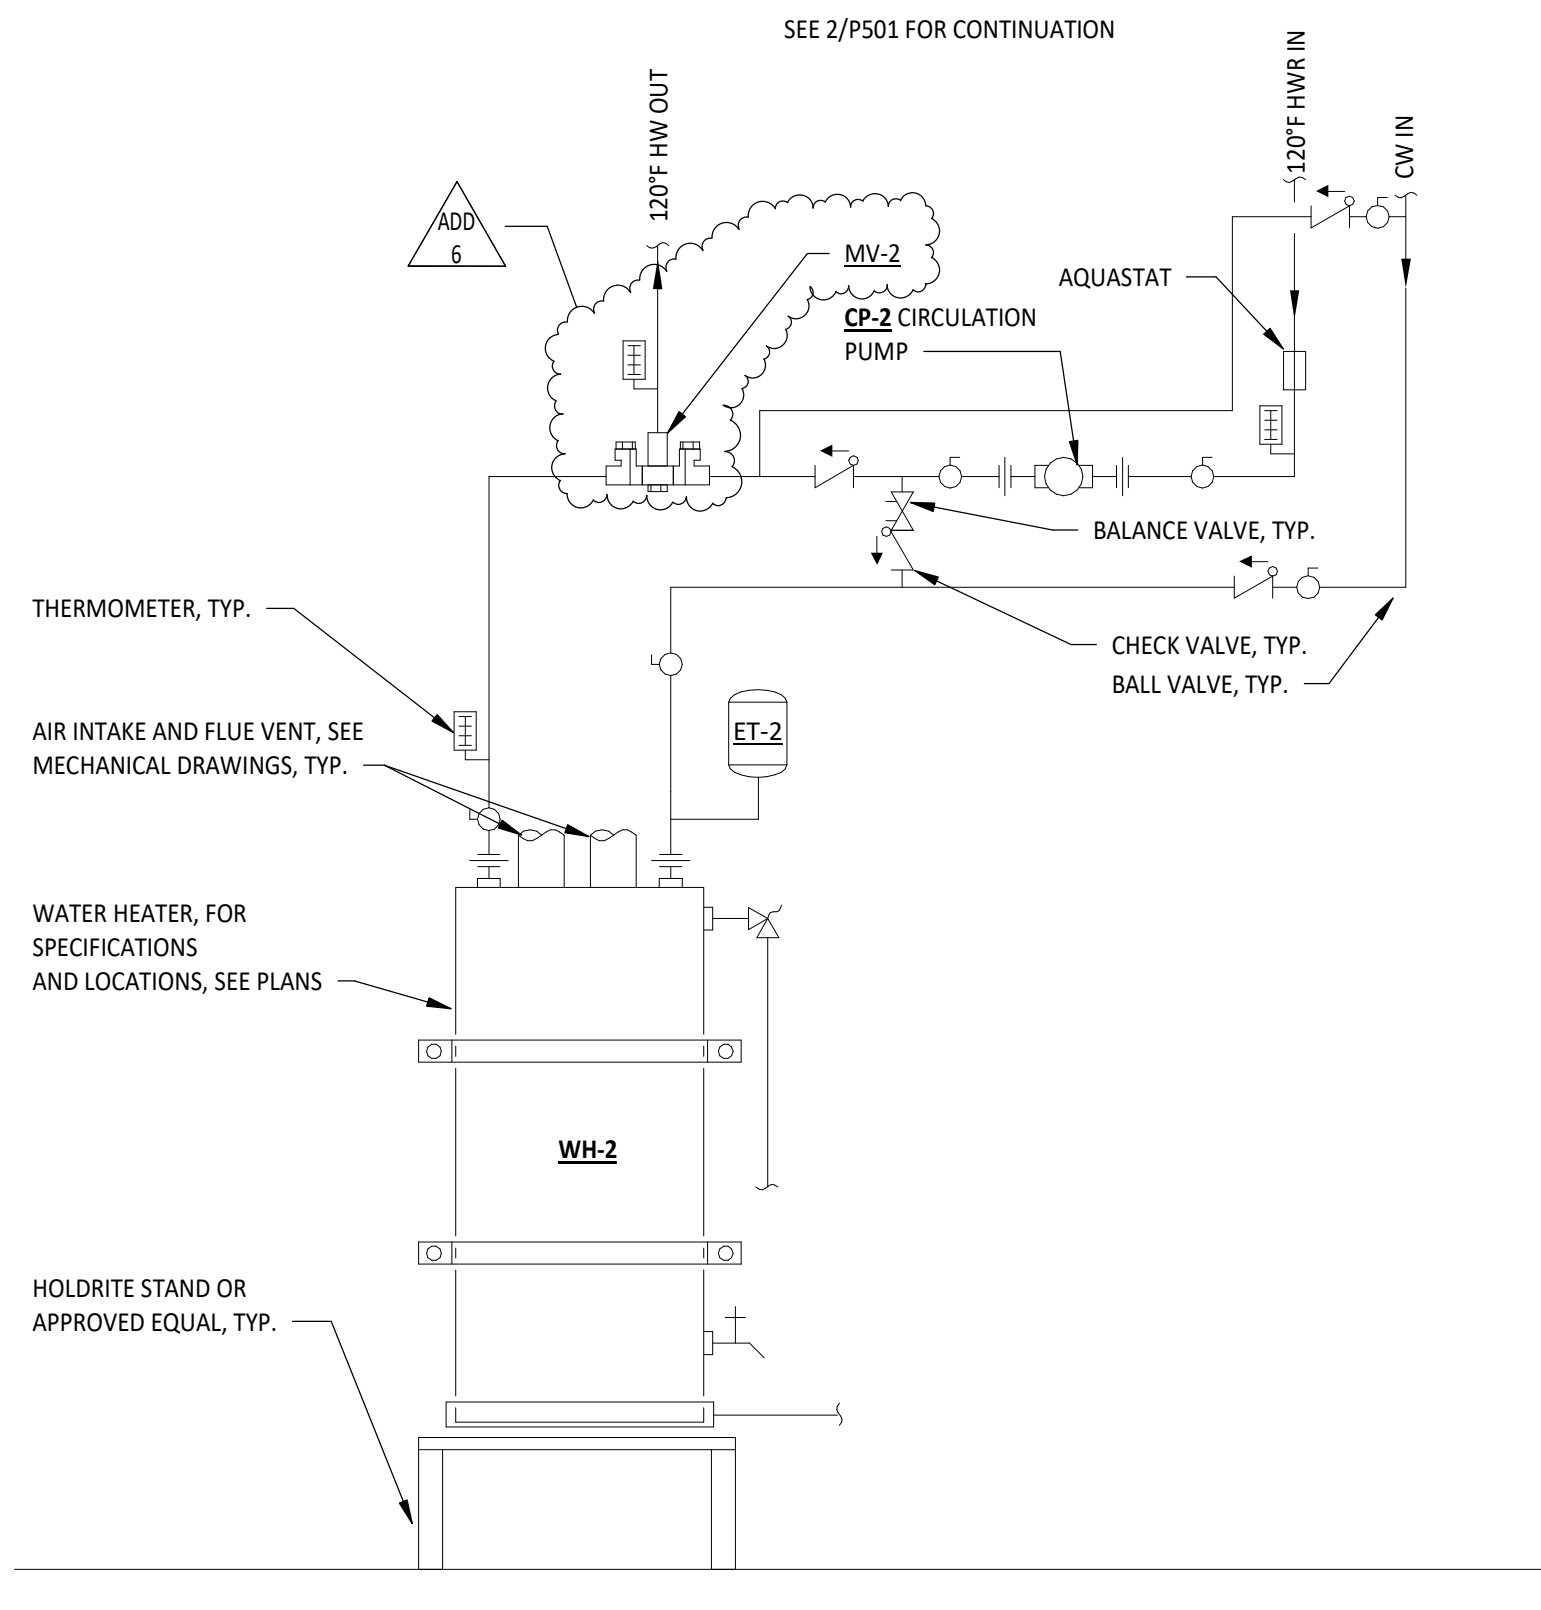 SEE 2/P501 FOR CONTINUATION
120°F HW OUT
120°F HWR IN
CW IN
ADD
6
MV-2
AQUASTAT
CP-2 CIRCULATION
PUMP
BALANCE VALVE, TYP.
THERMOMETER, TYP.
CHECK VALVE, TYP.
BALL VALVE, TYP.
AIR INTAKE AND FLUE VENT, SEE
MECHANICAL DRAWINGS, TYP.
ET-2
WATER HEATER, FOR
SPECIFICATIONS
AND LOCATIONS, SEE PLANS
WH-2
HOLDRITE STAND OR
APPROVED EQUAL, TYP.